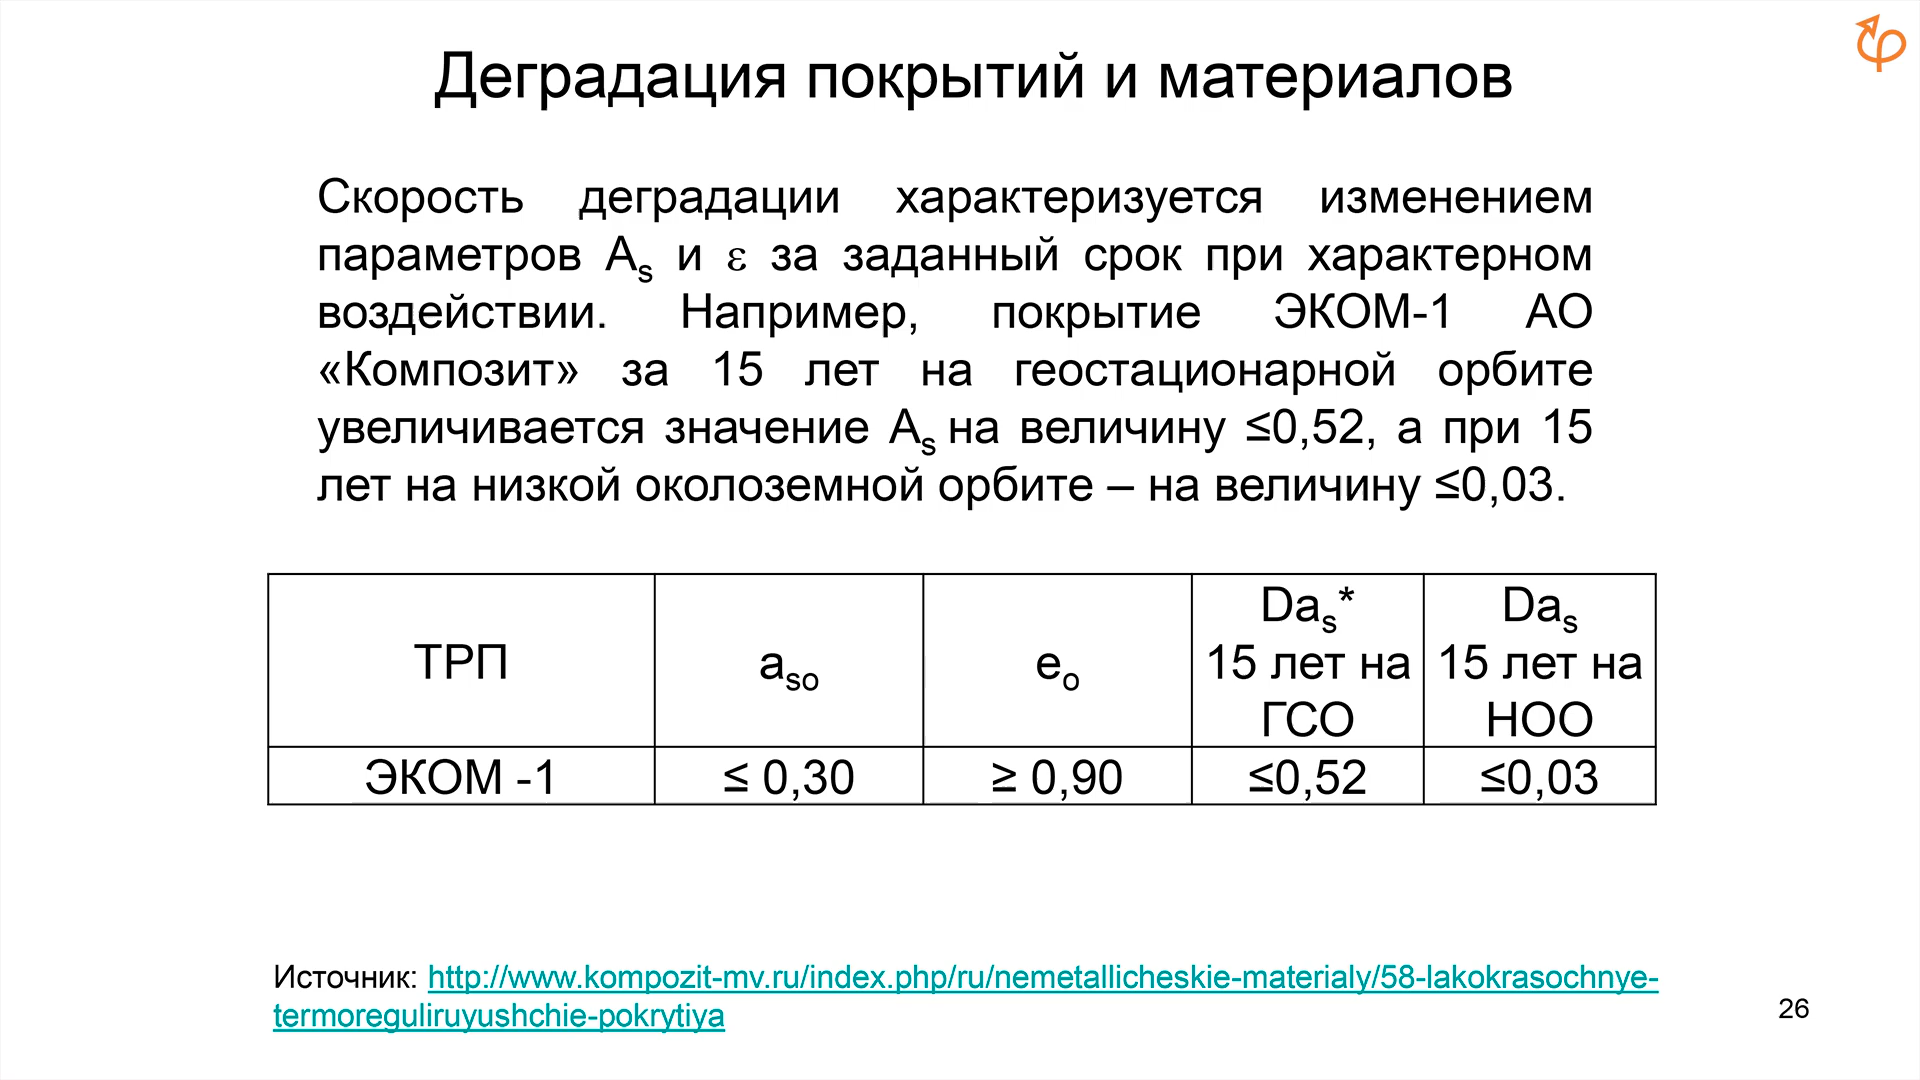 Деградация покрытий и материалов
Скорость деградации характеризуется изменением
параметров Аs и ε за заданный срок при характерном
воздействии. Например, покрытие ЭКОМ-1 АО
«Композит» за 15 лет на геостационарной орбите
увеличивается значение Аs на величину ≤0,52, а при 15
лет на низкой околоземной орбите – на величину ≤0,03.
ТРП
aso
eo
Das*
15 лет на
ГСО
Das
15 лет на
НОО
ЭКОМ -1
≤ 0,30
≥ 0,90
≤0,52
≤0,03
Источник: http://www.kompozit-mv.ru/index.php/ru/nemetallicheskie-materialy/58-lakokrasochnye-
termoreguliruyushchie-pokrytiya
26